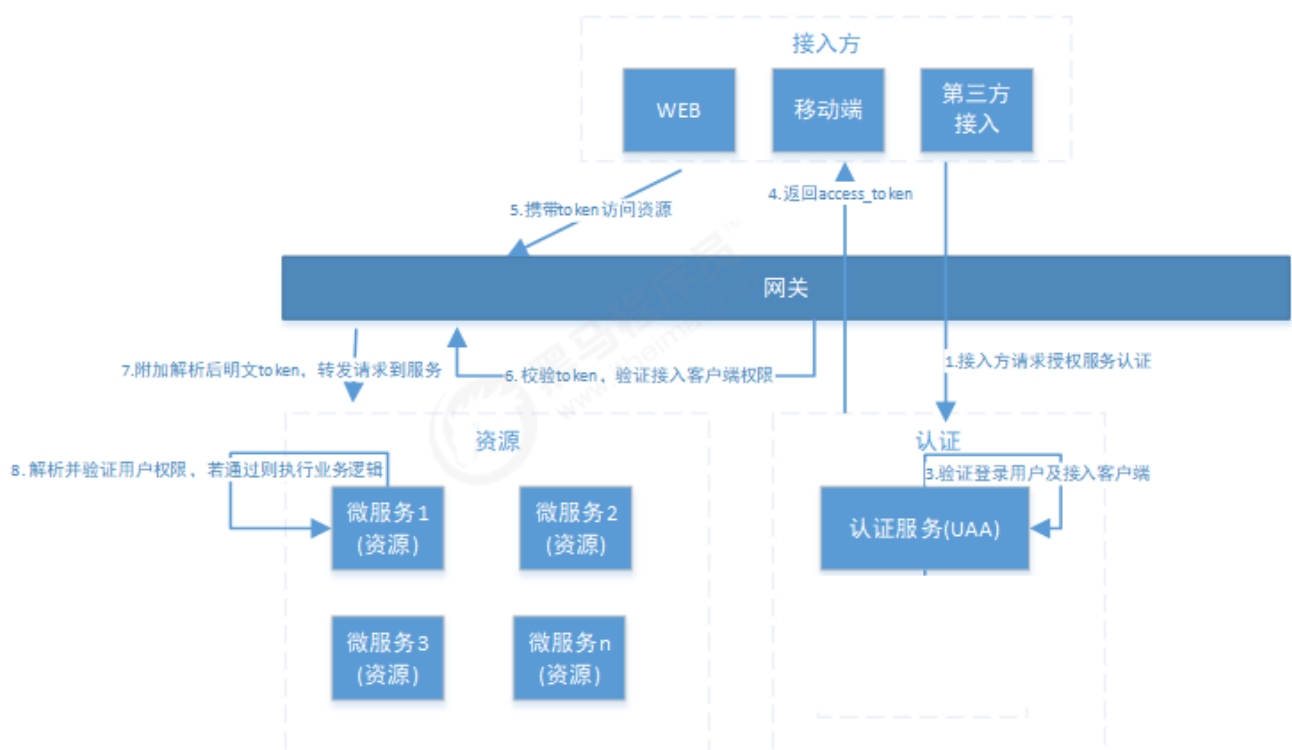 接入方
WEB
移动端
第三方
接入
4.返回access_token
5.携带token访问资源
网关
1.接入方请求授权服务认证
7.附加解析后明文token，转发请求到服务
6.校验token，验证接入客户端权限
资源
认证
8.解析并验证用户权限，若通过则执行业务逻辑
3.验证登录用户及接入客户端
微服务1
(资源)
微服务2
(资源)
认证服务(UAA)
微服务3
(资源)
微服务n
(资源)
黑马程序员